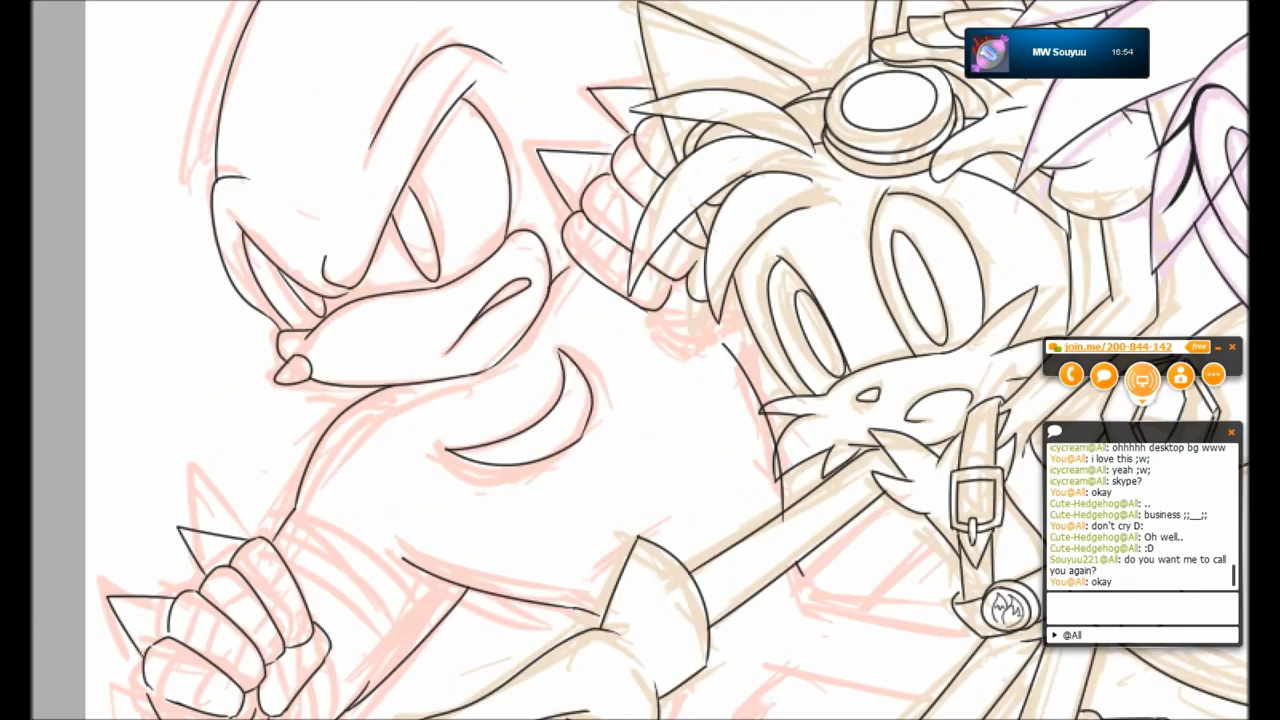 MW Souyuu 16:54
join.me/200-844-142 free
icycream@All: ohhhhh desktop bg www
You@All: i love this ;w;
icycream@All: yeah ;w;
icycream@All: skype?
You@All: okay
Cute-Hedgehog@All: ..
Cute-Hedgehog@All: business ;;__;;
You@All: don't cry D:
Cute-Hedgehog@All: Oh well..
Cute-Hedgehog@All: :D
Souyuu221@All: do you want me to call
you again?
You@All: okay
@All